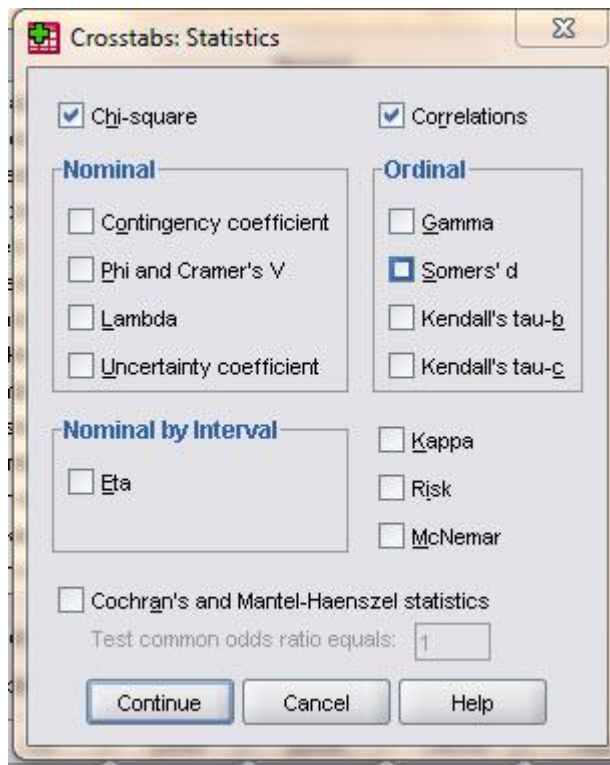 Crosstabs: Statistics
Chi-square
Correlations
Nominal
Contingency coefficient
Phi and Cramer's V
Lambda
Uncertainty coefficient
Ordinal
Gamma
Somers' d
Kendall's tau-b
Kendall's tau-c
Nominal by Interval
Eta
Kappa
Risk
McNemar
Cochran's and Mantel-Haenszel statistics
Test common odds ratio equals: 1
Continue Cancel Help